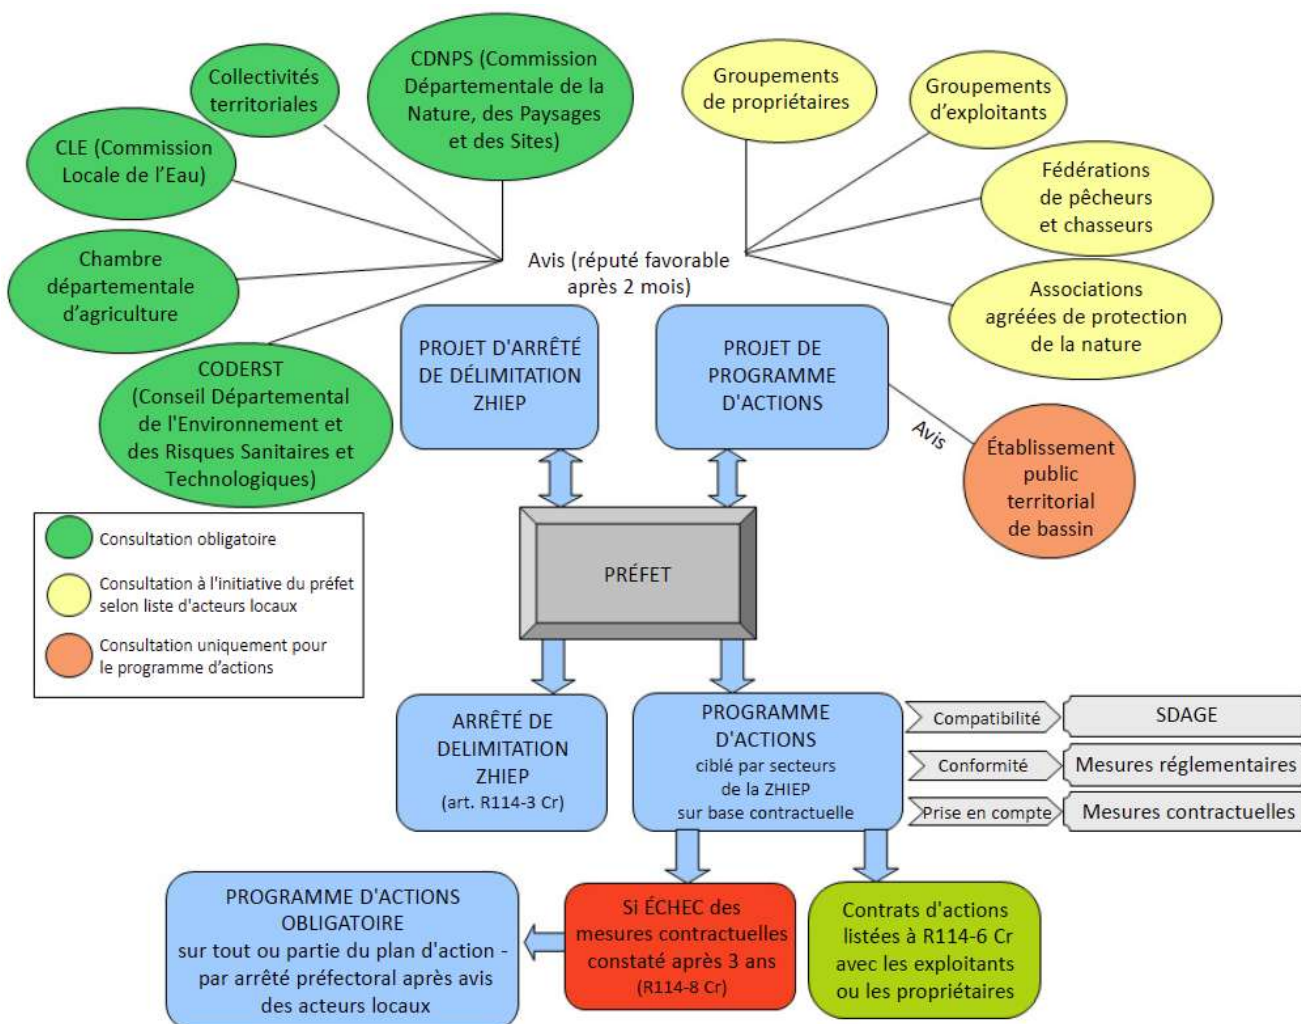 Collectivités
territoriales
CDNPS (Commission
Départementale de la
Nature, des Paysages
et des Sites)
Groupements
de propriétaires
Groupements
d’exploitants
CLE (Commission
Locale de l’Eau)
Fédérations
de pêcheurs
et chasseurs
Chambre
départementale
d’agriculture
Avis (réputé favorable
après 2 mois)
Associations
agréées de protection
de la nature
CODERST
(Conseil Départemental
de l'Environnement et
des Risques Sanitaires et
Technologiques)
PROJET D'ARRÊTÉ
DE DÉLIMITATION
ZHIEP
PROJET DE
PROGRAMME
D'ACTIONS
Avis
Établissement
public
territorial
de bassin
Consultation obligatoire
Consultation à l'initiative du préfet
selon liste d'acteurs locaux
Consultation uniquement pour
le programme d’actions
PRÉFET
ARRÊTÉ DE
DELIMITATION
ZHIEP
(art. R114-3 Cr)
PROGRAMME
D'ACTIONS
ciblé par secteurs
de la ZHIEP
sur base contractuelle
Compatibilité
SDAGE
Conformité
Mesures réglementaires
Prise en compte
Mesures contractuelles
PROGRAMME D'ACTIONS
OBLIGATOIRE
sur tout ou partie du plan d'action -
par arrêté préfectoral après avis
des acteurs locaux
Si ÉCHEC des
mesures contractuelles
constaté après 3 ans
(R114-8 Cr)
Contrats d'actions
listées à R114-6 Cr
avec les exploitants
ou les propriétaires